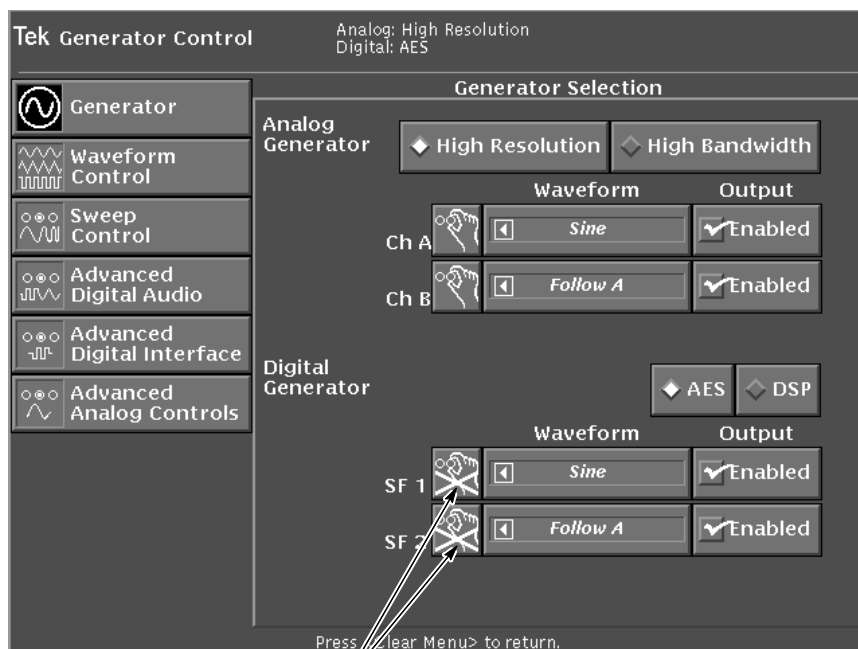 Tek Generator Control
Analog: High Resolution
Digital: AES
Generator Selection
Generator
Waveform
Control
Sweep
Control
Advanced
Digital Audio
Advanced
Digital Interface
Advanced
Analog Controls
Analog
Generator
High Resolution
High Bandwidth
Waveform
Output
Ch A
Sine
Enabled
Ch B
Follow A
Enabled
Digital
Generator
AES
DSP
Waveform
Output
SF 1
Sine
Enabled
SF 2
Follow A
Enabled
Press <Clear Menu> to return.